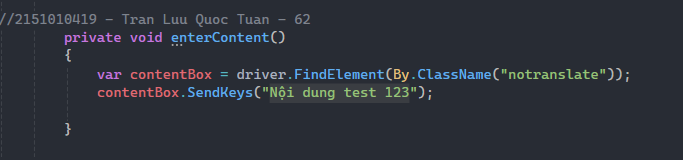 //2151010419 - Tran Luu Quoc Tuan - 62
private void enterContent()
{
var contentBox = driver.FindElement(By.ClassName("notranslate"));
contentBox.SendKeys("Nội dung test 123");
}